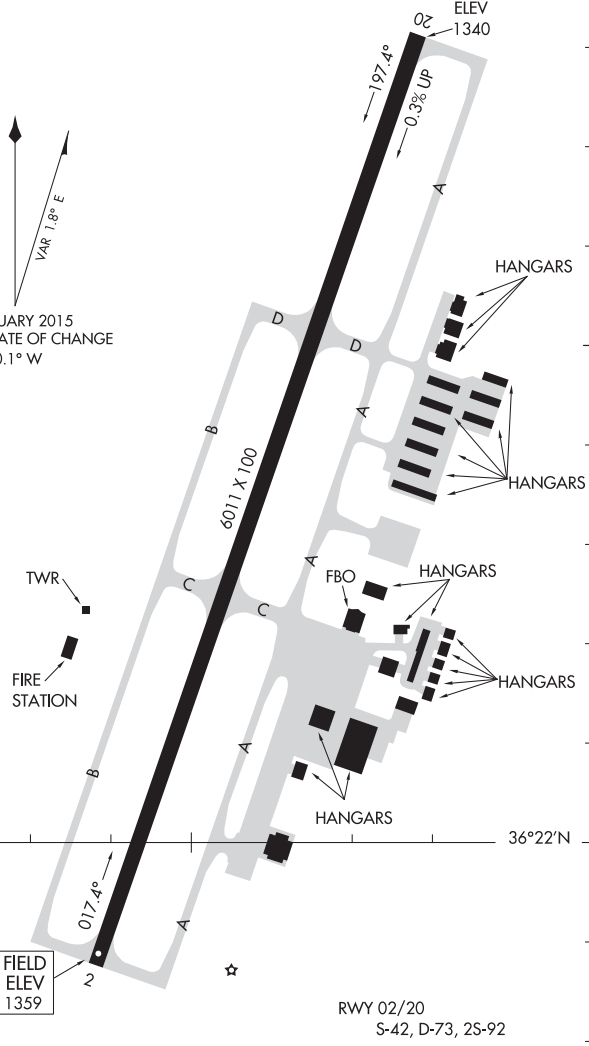 ELEV
1340
20
197.4°
0.3% UP
A
VAR 1.8° E
HANGARS
UARY 2015
ATE OF CHANGE
0.1° W
D
D
A
B
6011 X 100
HANGARS
A
TWR
C
C
FBO
HANGARS
FIRE
STATION
HANGARS
A
B
HANGARS
36°22'N
017.4°
A
FIELD
ELEV
1359
2
RWY 02/20
S-42, D-73, 2S-92